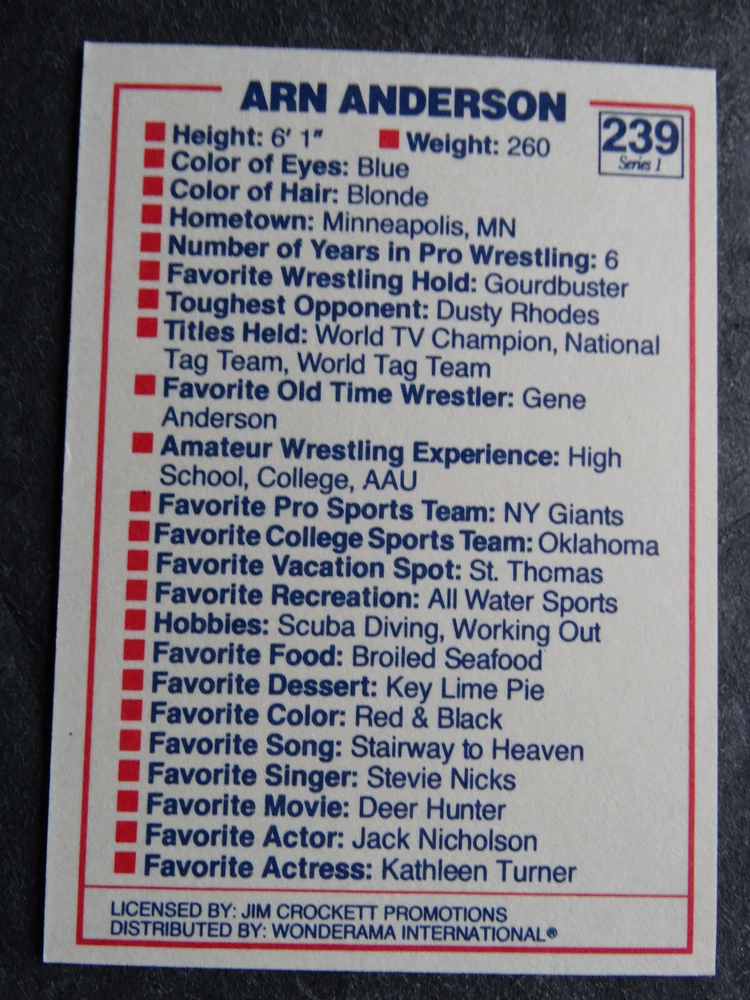 ARN ANDERSON
239
Series 1
Height: 6' 1" Weight: 260
Color of Eyes: Blue
Color of Hair: Blonde
Hometown: Minneapolis, MN
Number of Years in Pro Wrestling: 6
Favorite Wrestling Hold: Gourdbuster
Toughest Opponent: Dusty Rhodes
Titles Held: World TV Champion, National
Tag Team, World Tag Team
Favorite Old Time Wrestler: Gene
Anderson
Amateur Wrestling Experience: High
School, College, AAU
Favorite Pro Sports Team: NY Giants
Favorite College Sports Team: Oklahoma
Favorite Vacation Spot: St. Thomas
Favorite Recreation: All Water Sports
Hobbies: Scuba Diving, Working Out
Favorite Food: Broiled Seafood
Favorite Dessert: Key Lime Pie
Favorite Color: Red & Black
Favorite Song: Stairway to Heaven
Favorite Singer: Stevie Nicks
Favorite Movie: Deer Hunter
Favorite Actor: Jack Nicholson
Favorite Actress: Kathleen Turner
LICENSED BY: JIM CROCKETT PROMOTIONS
DISTRIBUTED BY: WONDERAMA INTERNATIONAL®